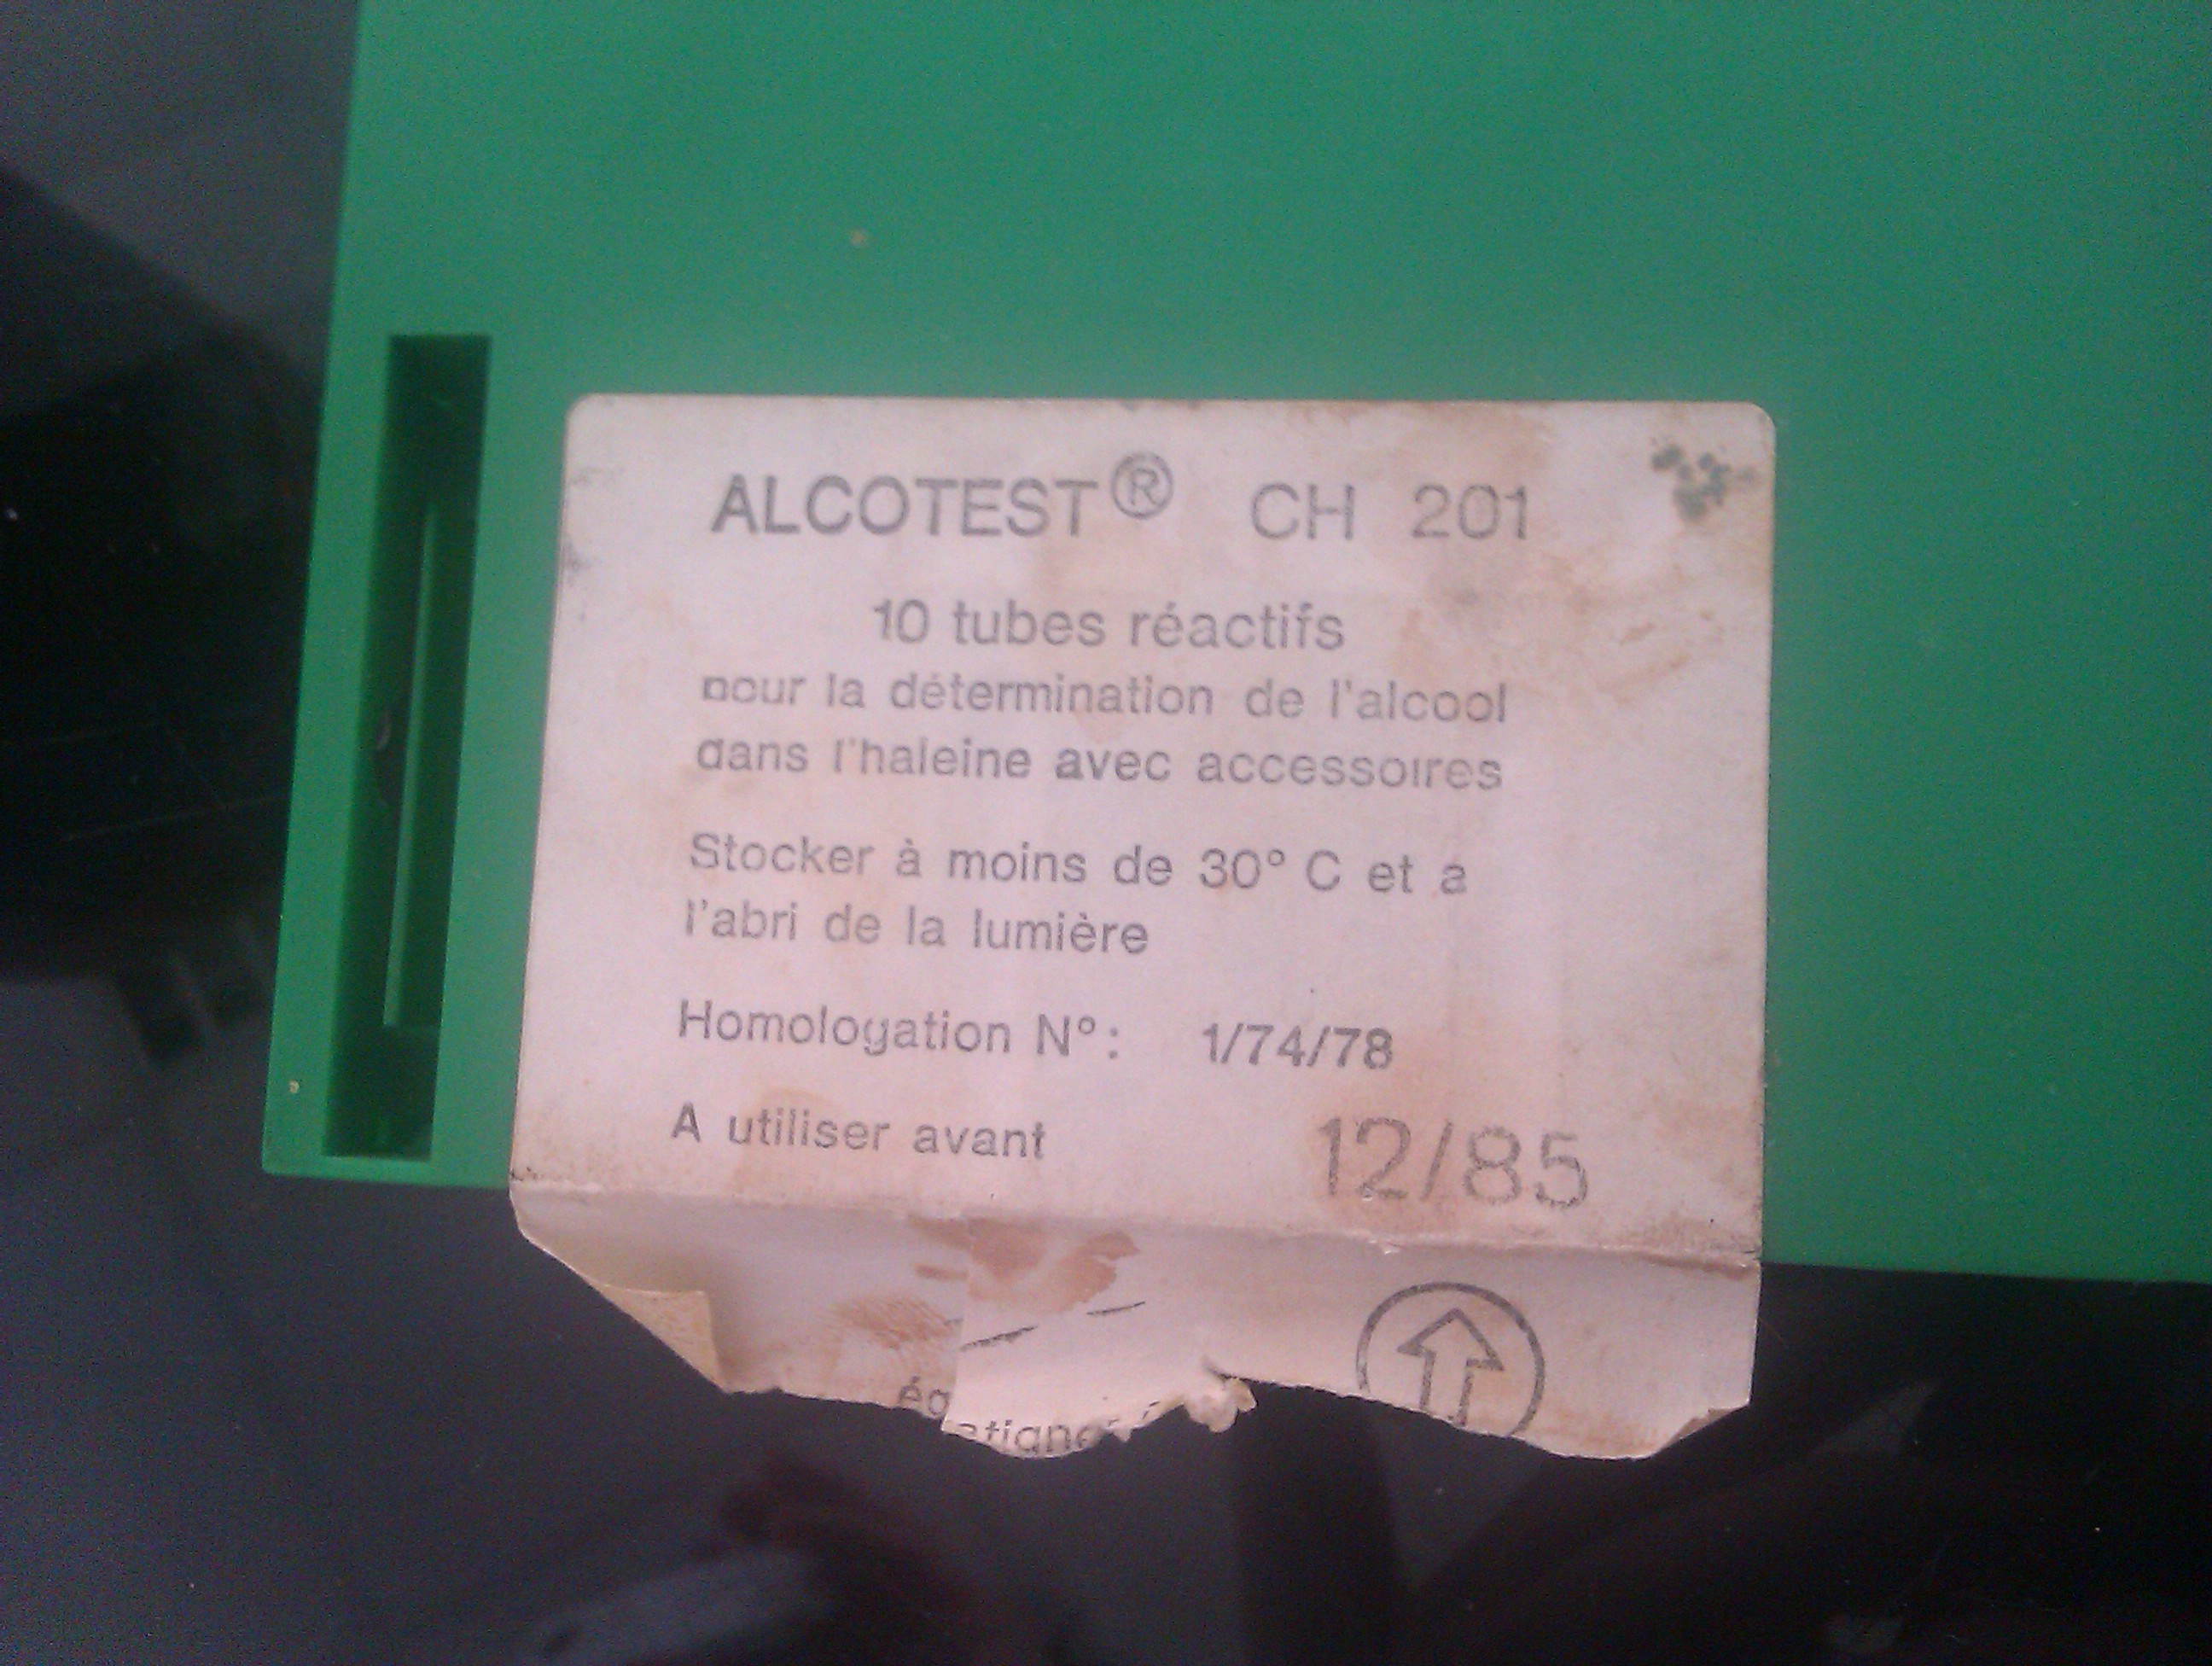 ALCOTEST® CH 201
10 tubes réactifs
pour la détermination de l'alcool
dans l'haleine avec accessoires
Stocker à moins de 30° C et a
l'abri de la lumière
Homologation N°: 1/74/78
A utiliser avant 12/85